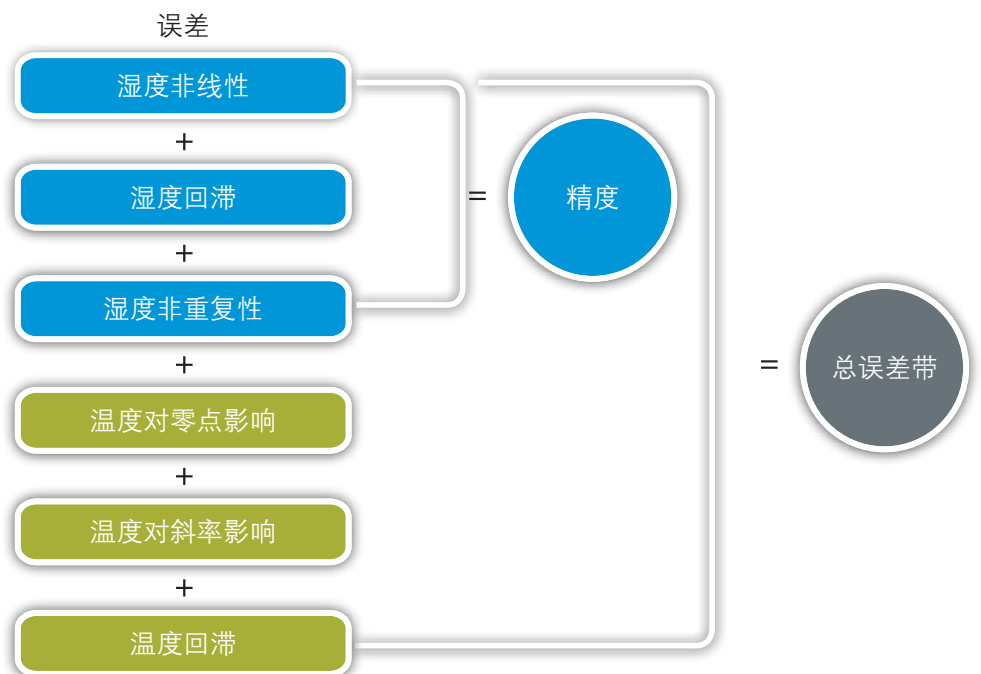 误差
湿度非线性
+
湿度回滞
+
湿度非重复性
=
精度
+
温度对零点影响
+
温度对斜率影响
+
温度回滞
=
总误差带